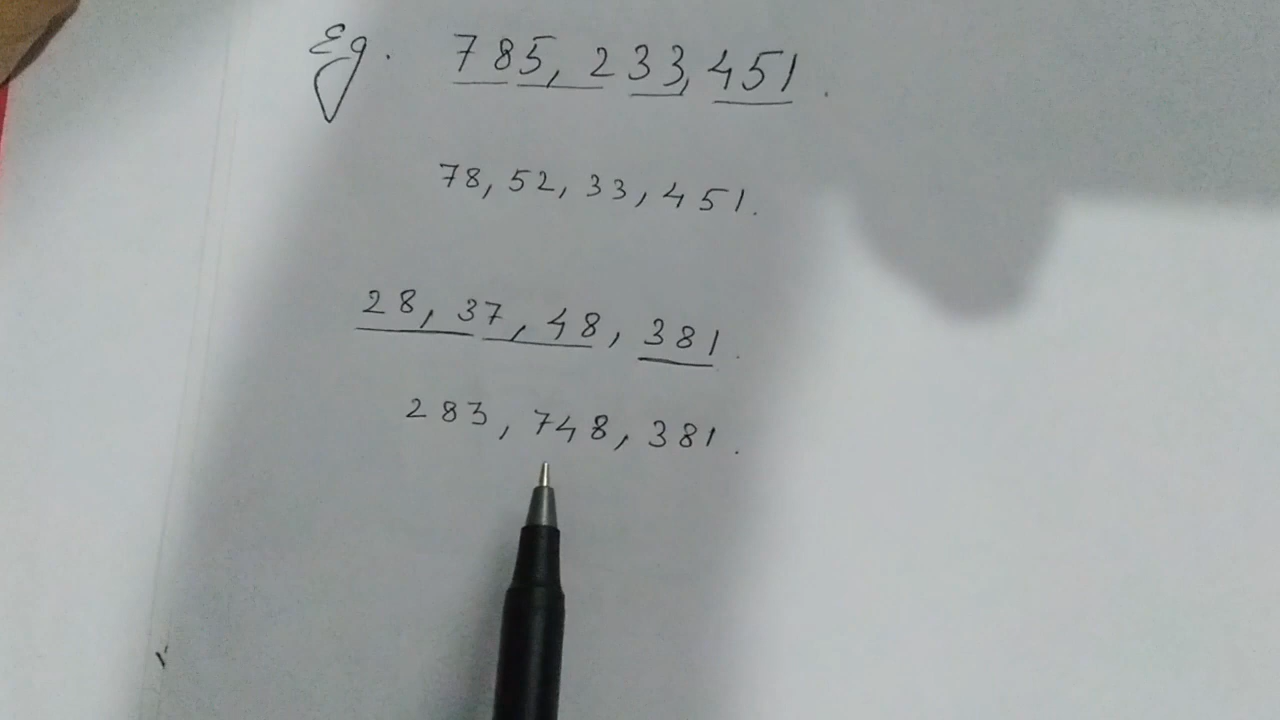 Eg. 785, 233, 451.
78, 52, 33, 451.
28, 37, 48, 381.
283, 748, 381.